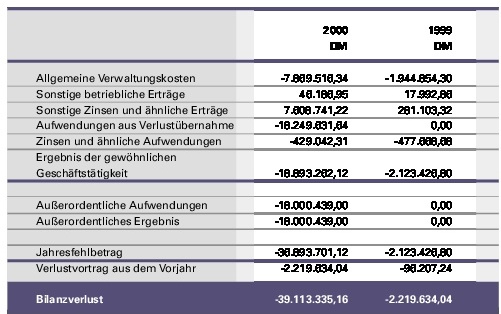 2000 1999
DM DM
Allgemeine Verwaltungskosten -7.869.516,34 -1.944.854,30
Sonstige betriebliche Erträge 46.186,95 17.992,86
Sonstige Zinsen und ähnliche Erträge 7.608.741,22 281.103,32
Aufwendungen aus Verlustübernahme -18.249.631,64 0,00
Zinsen und ähnliche Aufwendungen -429.042,31 -477.668,68
Ergebnis der gewöhnlichen
Geschäftstätigkeit -18.893.262,12 -2.123.426,80
Außerordentliche Aufwendungen -18.000.439,00 0,00
Außerordentliches Ergebnis -18.000.439,00 0,00
Jahresfehlbetrag -36.893.701,12 -2.123.426,80
Verlustvortrag aus dem Vorjahr -2.219.634,04 -96.207,24
Bilanzverlust -39.113.335,16 -2.219.634,04